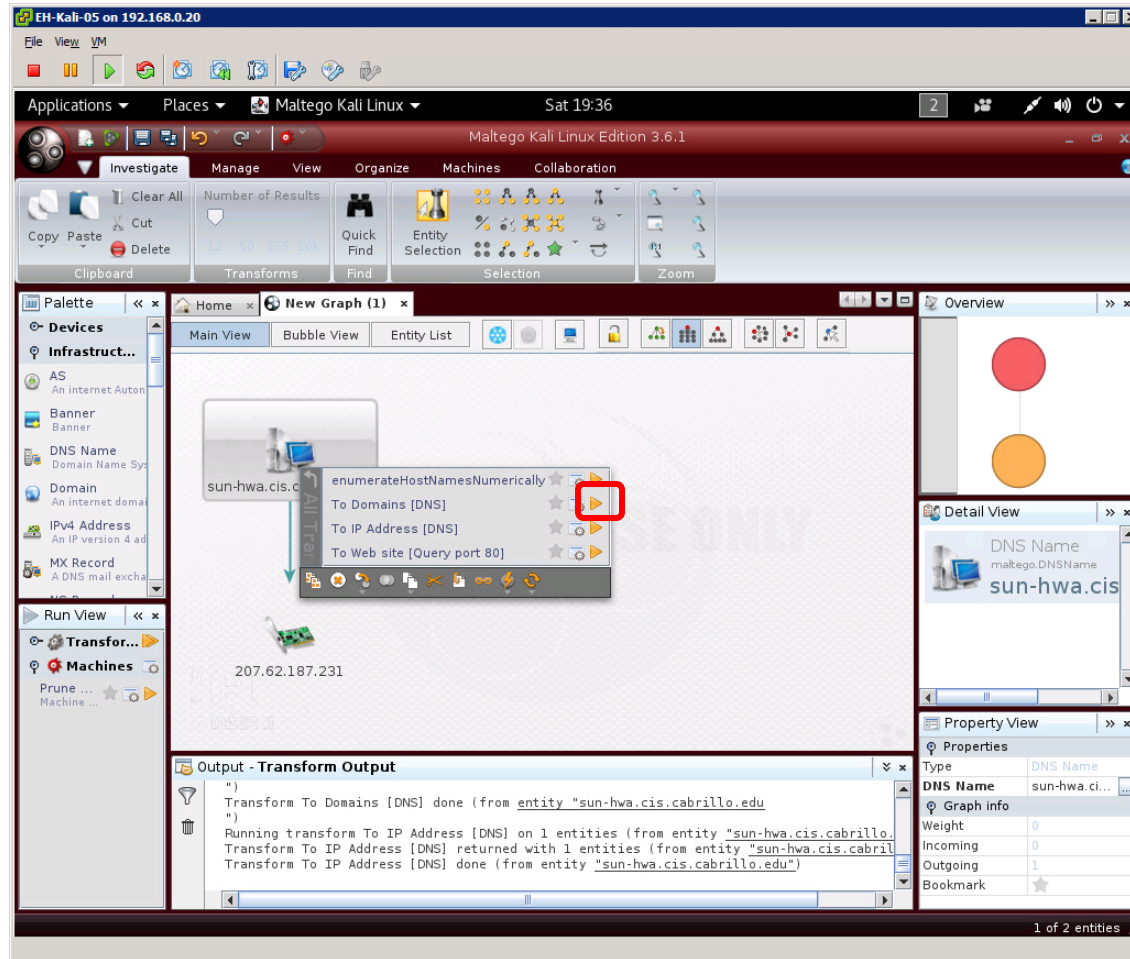 EH-Kali-05 on 192.168.0.20
File View VM
Applications Places Maltego Kali Linux Sat 19:36 2
Maltego Kali Linux Edition 3.6.1
Investigate Manage View Organize Machines Collaboration
Copy Paste Clear All Cut Delete
Clipboard
Number of Results
12 50 255 10k
Transforms
Quick Find
Find
Entity Selection
Selection
Zoom
Palette
Devices
Infrastruct...
AS
An internet Auton
Banner
Banner
DNS Name
Domain Name Sys
Domain
An internet domai
IPv4 Address
An IP version 4 ad
MX Record
A DNS mail excha
Run View
Transfor...
Machines
Prune ...
Machine ...
Home New Graph (1)
Main View Bubble View Entity List
sun-hwa.cis.c
All Tran
enumerateHostNamesNumerically
To Domains [DNS]
To IP Address [DNS]
To Web site [Query port 80]
207.62.187.231
Output - Transform Output
")
Transform To Domains [DNS] done (from entity "sun-hwa.cis.cabrillo.edu
")
Running transform To IP Address [DNS] on 1 entities (from entity "sun-hwa.cis.cabrillo.
Transform To IP Address [DNS] returned with 1 entities (from entity "sun-hwa.cis.cabril
Transform To IP Address [DNS] done (from entity "sun-hwa.cis.cabrillo.edu")
Overview
Detail View
DNS Name
maltego.DNSName
sun-hwa.cis
Property View
Properties
Type DNS Name
DNS Name sun-hwa.ci... ...
Graph info
Weight 0
Incoming 0
Outgoing 1
Bookmark
1 of 2 entities